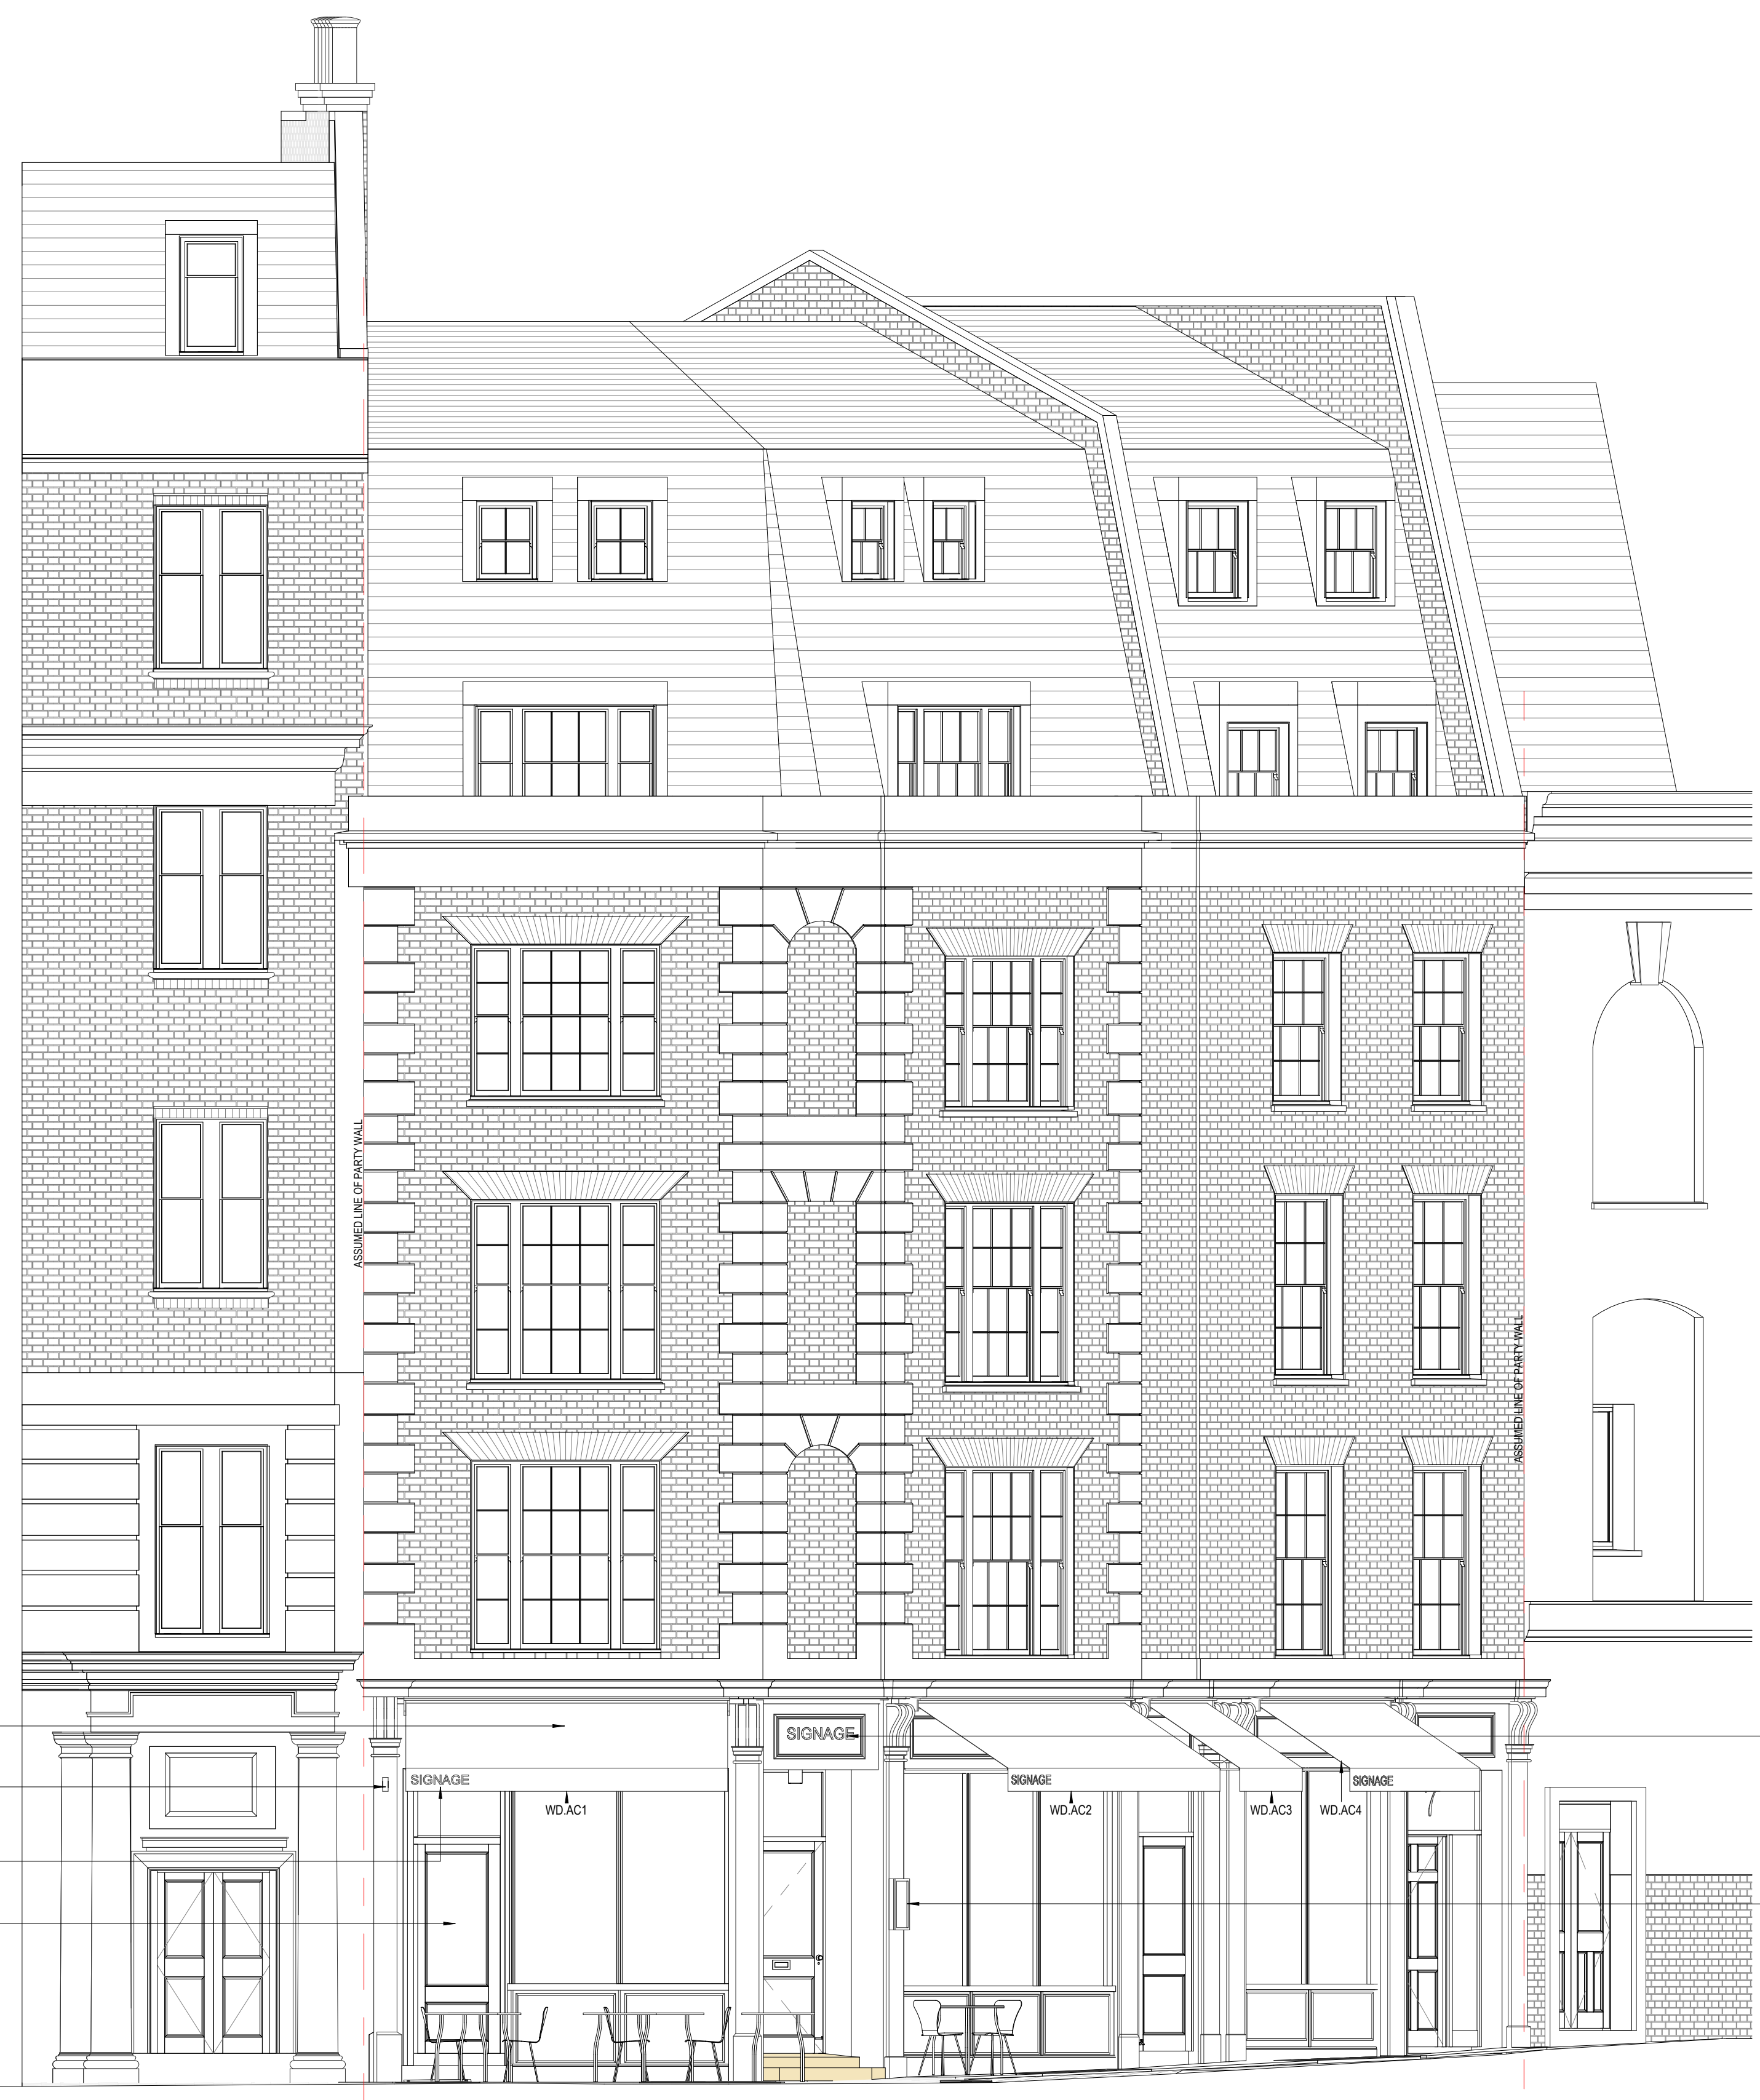 ASSUMED LINE OF PARTY WALL
ASSUMED LINE OF PARTY WALL
SIGNAGE
SIGNAGE
SIGNAGE
SIGNAGE
WD.AC1
WD.AC2
WD.AC3
WD.AC4